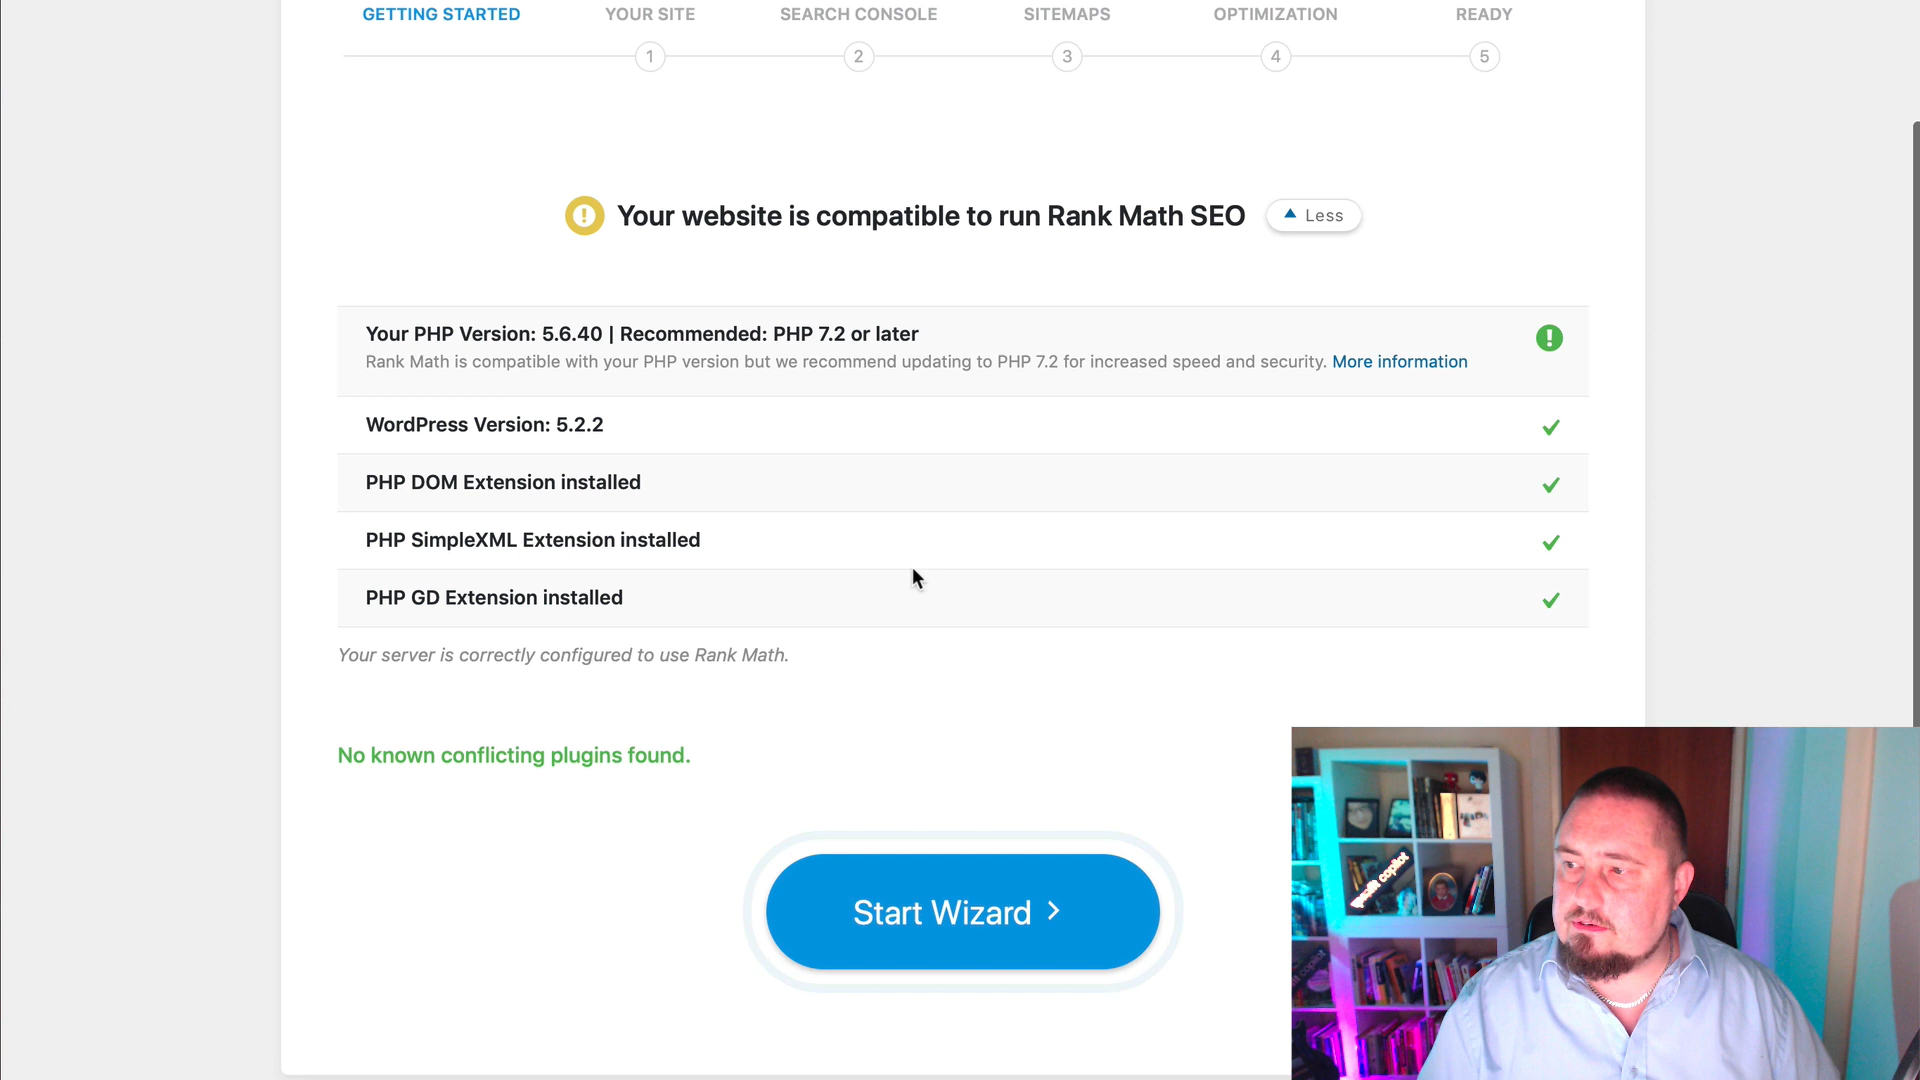 GETTING STARTED
YOUR SITE
SEARCH CONSOLE
SITEMAPS
OPTIMIZATION
READY
1
2
3
4
5
Your website is compatible to run Rank Math SEO
Less
Your PHP Version: 5.6.40 | Recommended: PHP 7.2 or later
Rank Math is compatible with your PHP version but we recommend updating to PHP 7.2 for increased speed and security. More information
WordPress Version: 5.2.2
PHP DOM Extension installed
PHP SimpleXML Extension installed
PHP GD Extension installed
Your server is correctly configured to use Rank Math.
No known conflicting plugins found.
Start Wizard
copilot